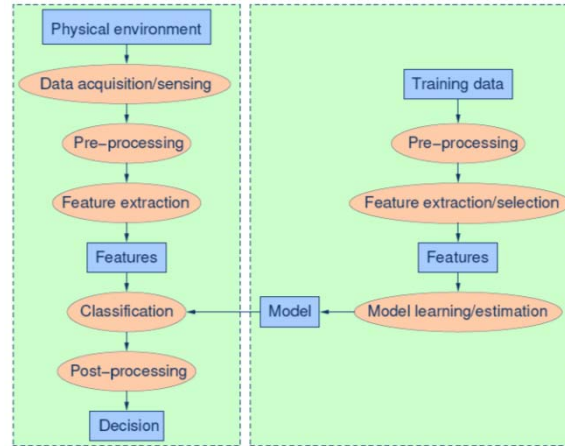 Physical environment
Data acquisition/sensing
Pre−processing
Feature extraction
Features
Classification
Post−processing
Decision
Training data
Pre−processing
Feature extraction/selection
Features
Model learning/estimation
Model